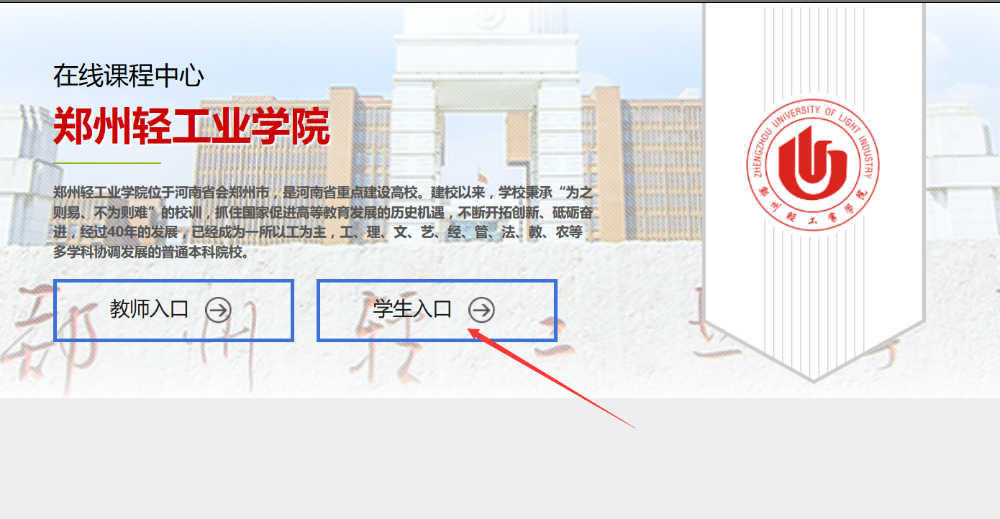 在线课程中心
郑州轻工业学院
郑州轻工业学院位于河南省会郑州市，是河南省重点建设高校。建校以来，学校秉承“为之
则易、不为则难”的校训，抓住国家促进高等教育发展的历史机遇，不断开拓创新、砥砺奋
进，经过40年的发展，已经成为一所以工为主，工、理、文、艺、经、管、法、教、农等
多学科协调发展的普通本科院校。
教师入口
学生入口
ZHENGZHOU UNIVERSITY OF LIGHT INDUSTRY
鄭州輕工業學院
郑州轻工业